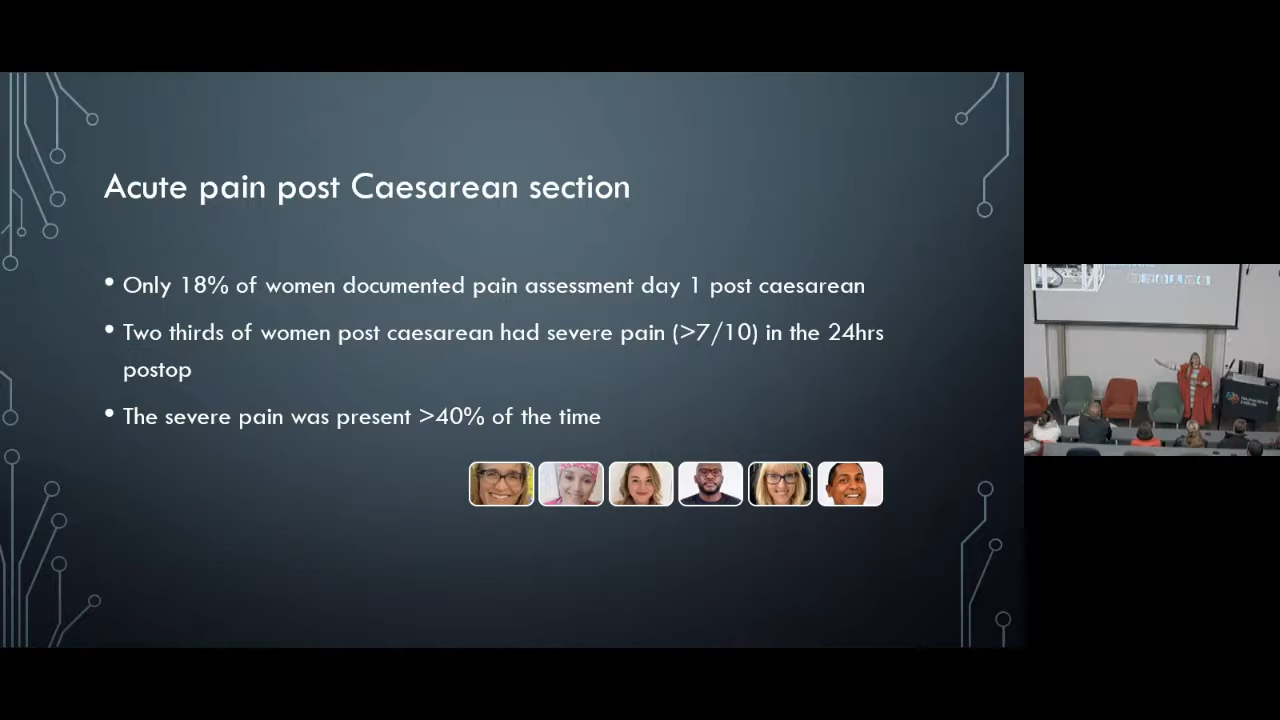 Acute pain post Caesarean section
• Only 18% of women documented pain assessment day 1 post caesarean
• Two thirds of women post caesarean had severe pain (>7/10) in the 24hrs
postop
• The severe pain was present >40% of the time